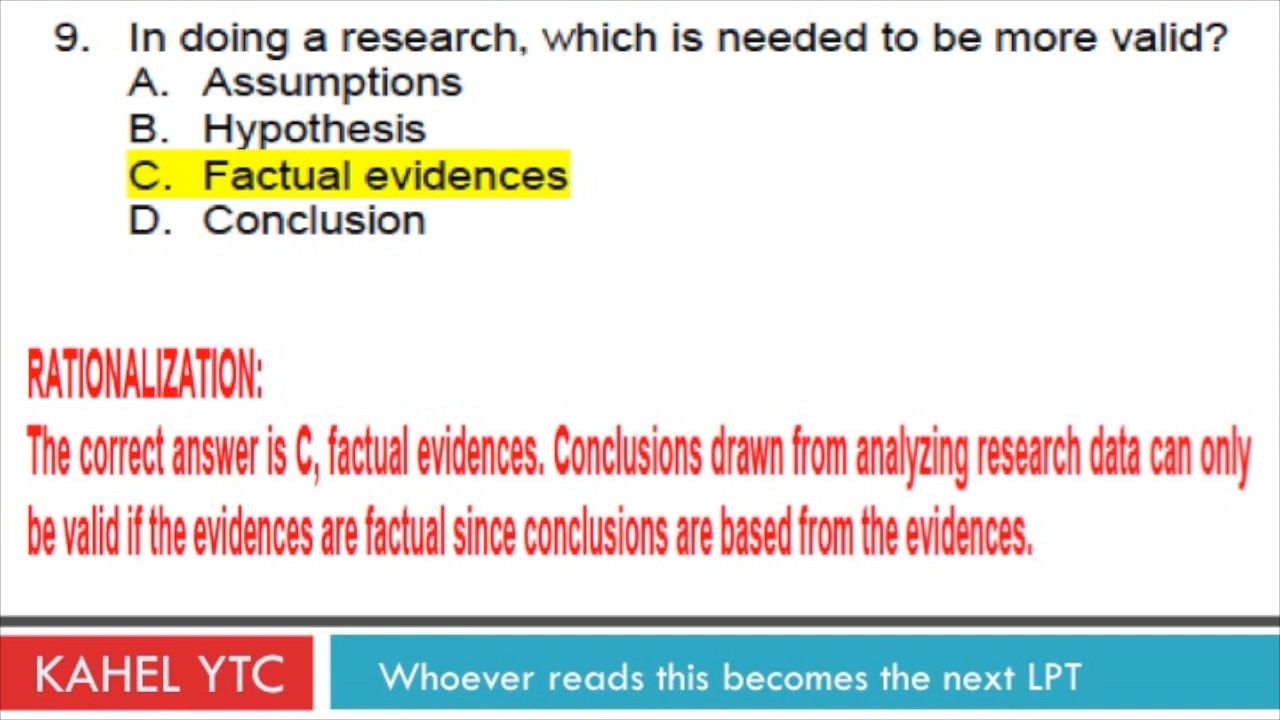 9. In doing a research, which is needed to be more valid?
A. Assumptions
B. Hypothesis
C. Factual evidences
D. Conclusion
RATIONALIZATION:
The correct answer is C, factual evidences. Conclusions drawn from analyzing research data can only
be valid if the evidences are factual since conclusions are based from the evidences.
KAHEL YTC
Whoever reads this becomes the next LPT